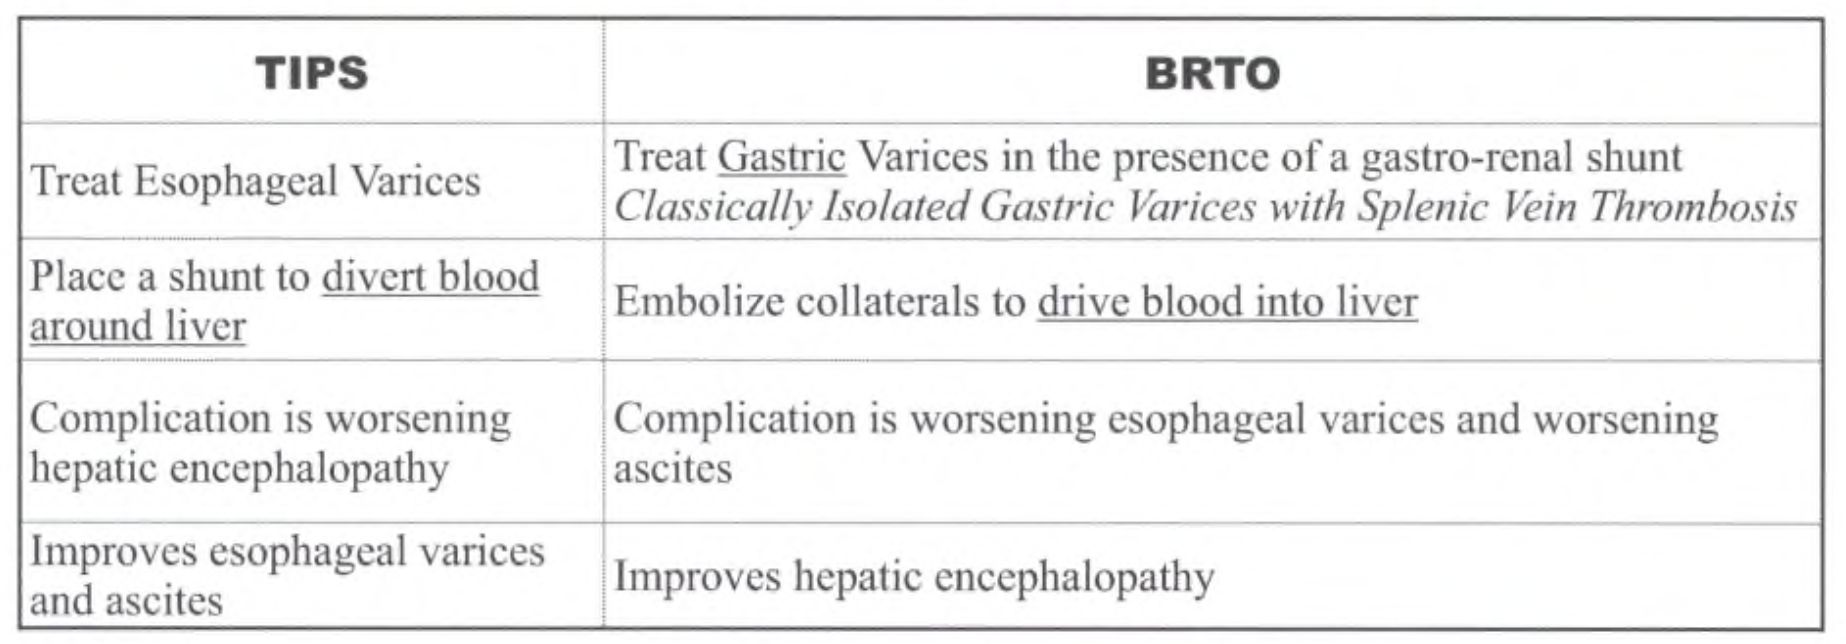 TIPS
BRTO
Treat Esophageal Varices
Treat Gastric Varices in the presence of a gastro-renal shunt
Classically Isolated Gastric Varices with Splenic Vein Thrombosis
Place a shunt to divert blood
around liver
Embolize collaterals to drive blood into liver
Complication is worsening
hepatic encephalopathy
Complication is worsening esophageal varices and worsening
ascites
Improves esophageal varices
and ascites
Improves hepatic encephalopathy